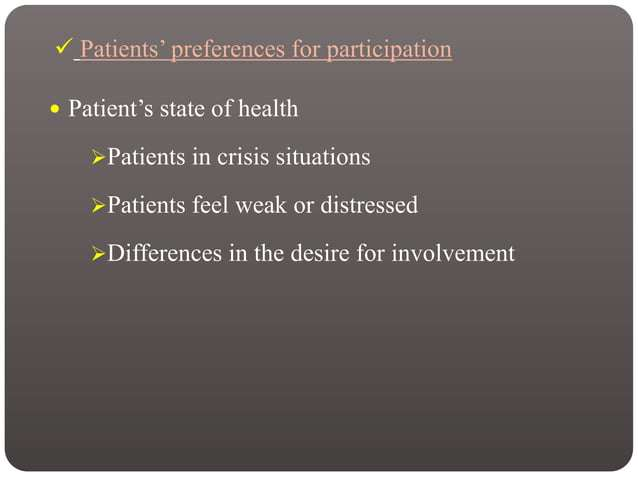 ✓ Patients’ preferences for participation
• Patient’s state of health
➢Patients in crisis situations
➢Patients feel weak or distressed
➢Differences in the desire for involvement